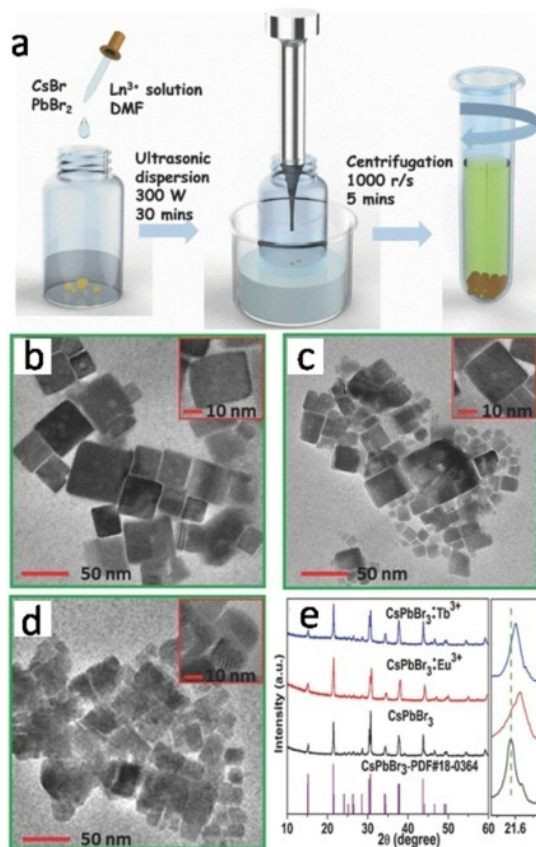 a
CsBr
PbBr₂
Ln³⁺ solution
DMF
Ultrasonic
dispersion
300 W
30 mins
Centrifugation
1000 r/s
5 mins
b
10 nm
50 nm
c
10 nm
50 nm
d
10 nm
50 nm
e
Intensity (a.u.)
CsPbBr₃:Tb³⁺
CsPbBr₃:Eu³⁺
CsPbBr₃
CsPbBr₃-PDF#18-0364
10 20 30 40 50 60
2θ (degree)
21.6